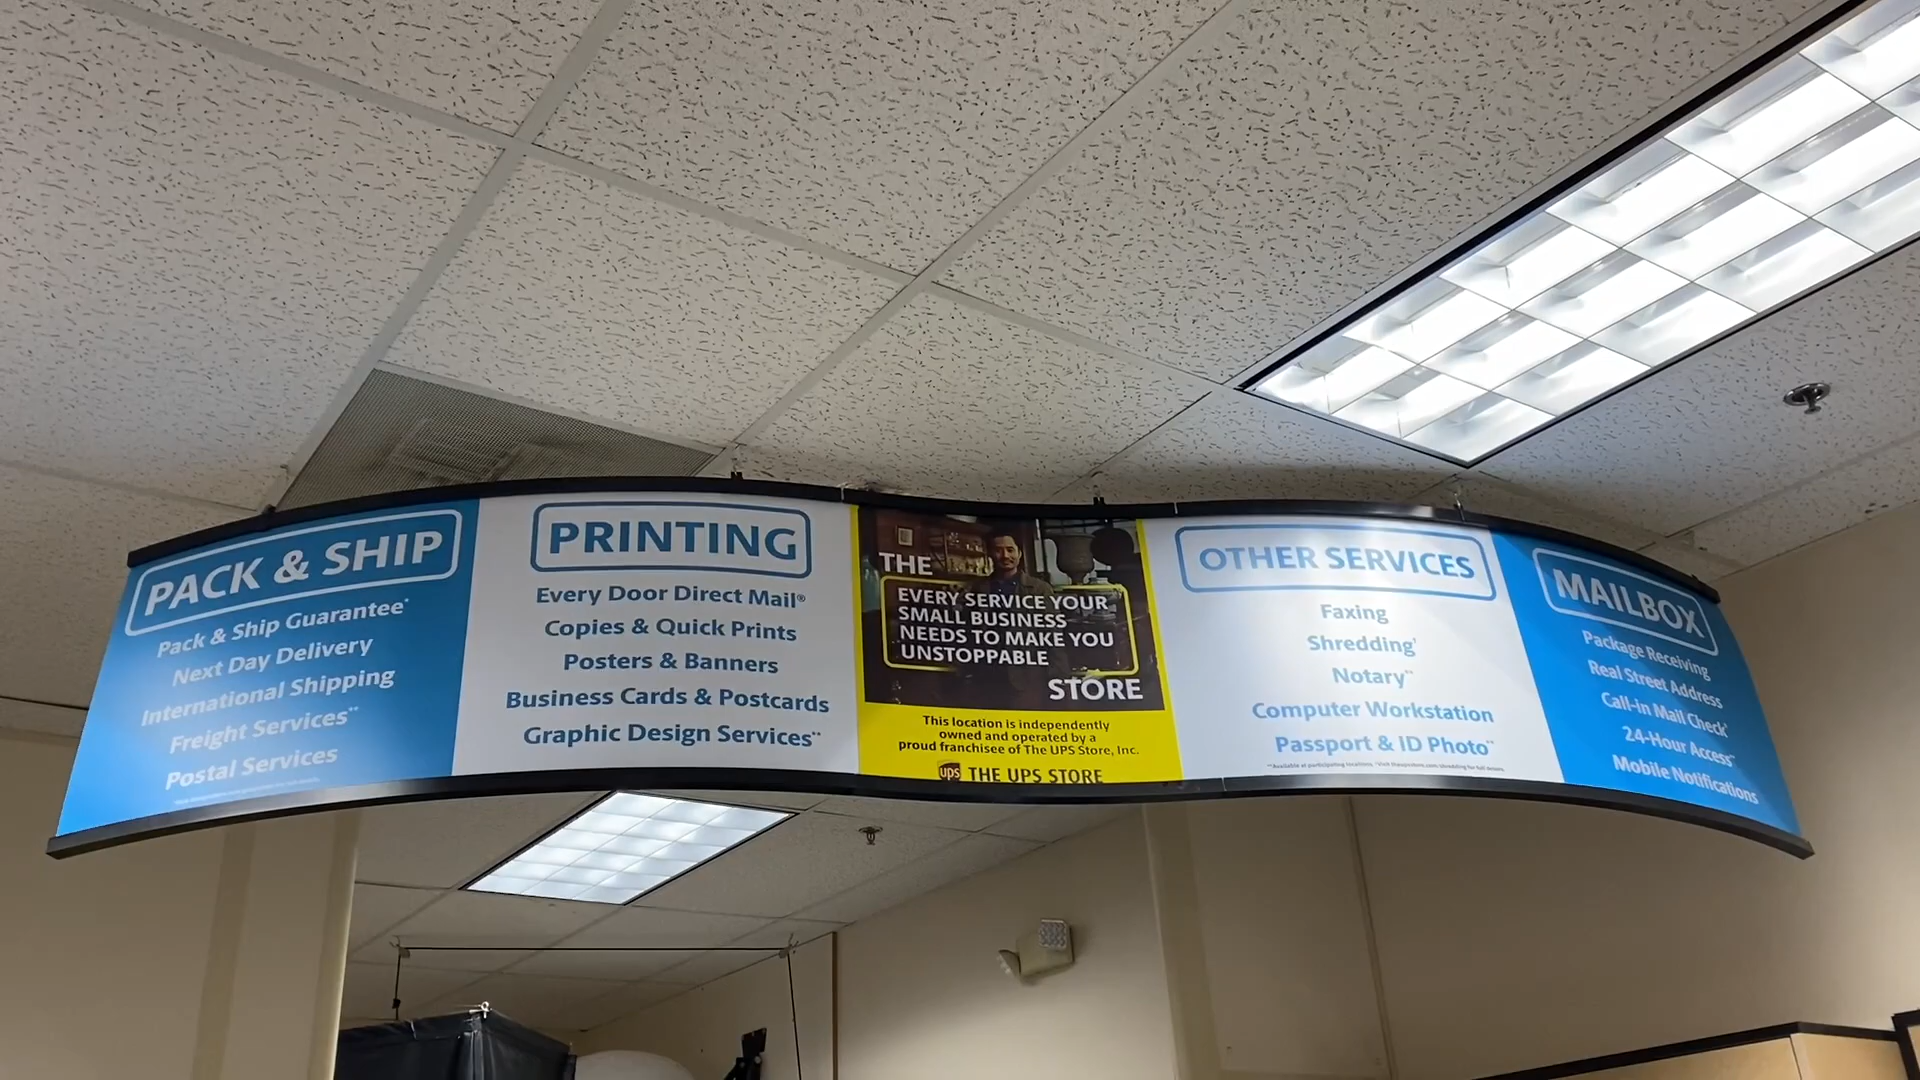 PACK & SHIP
Pack & Ship Guarantee*
Next Day Delivery
International Shipping
Freight Services**
Postal Services
PRINTING
Every Door Direct Mail®
Copies & Quick Prints
Posters & Banners
Business Cards & Postcards
Graphic Design Services**
THE
EVERY SERVICE YOUR
SMALL BUSINESS
NEEDS TO MAKE YOU
UNSTOPPABLE
STORE
This location is independently
owned and operated by a
proud franchisee of The UPS Store, Inc.
ups THE UPS STORE
OTHER SERVICES
Faxing
Shredding†
Notary**
Computer Workstation
Passport & ID Photo**
**Available at participating locations.
MAILBOX
Package Receiving
Real Street Address
Call-in Mail Check*
24-Hour Access**
Mobile Notifications